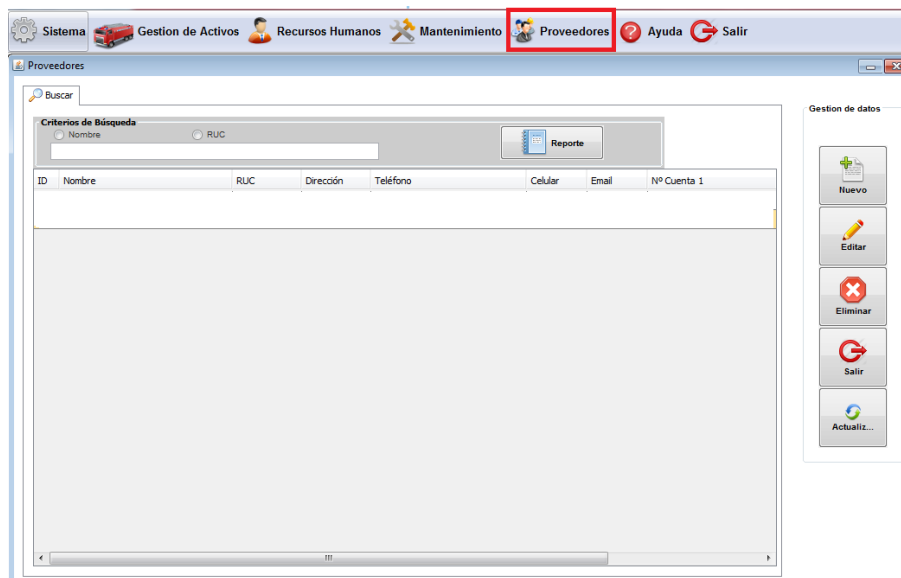 Sistema Gestión de Activos Recursos Humanos Mantenimiento Proveedores Ayuda Salir
Proveedores
Buscar
Gestion de datos
Criterios de Búsqueda
Nombre RUC
Reporte
ID Nombre RUC Dirección Teléfono Celular Email Nº Cuenta 1
Nuevo
Editar
Eliminar
Salir
Actualiz...